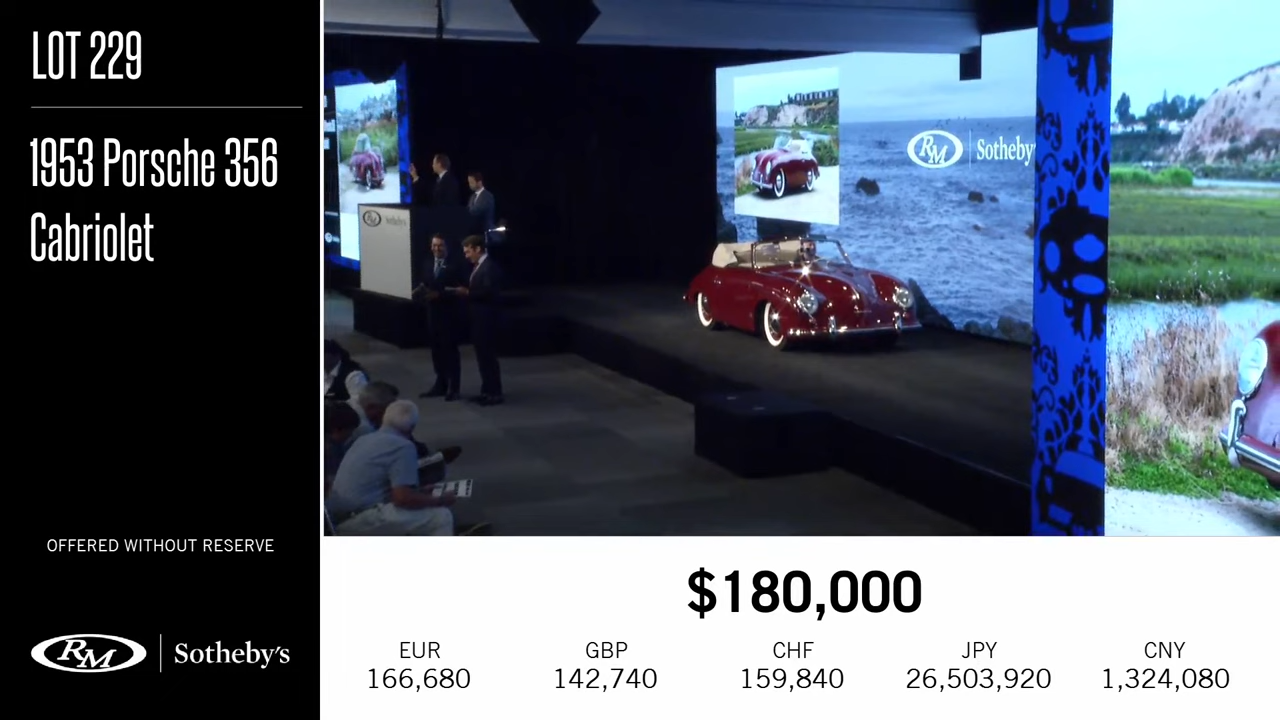 LOT 229
1953 Porsche 356
Cabriolet
OFFERED WITHOUT RESERVE
RM Sotheby's
RM
RM Sotheby
$180,000
EUR GBP CHF JPY CNY
166,680 142,740 159,840 26,503,920 1,324,080